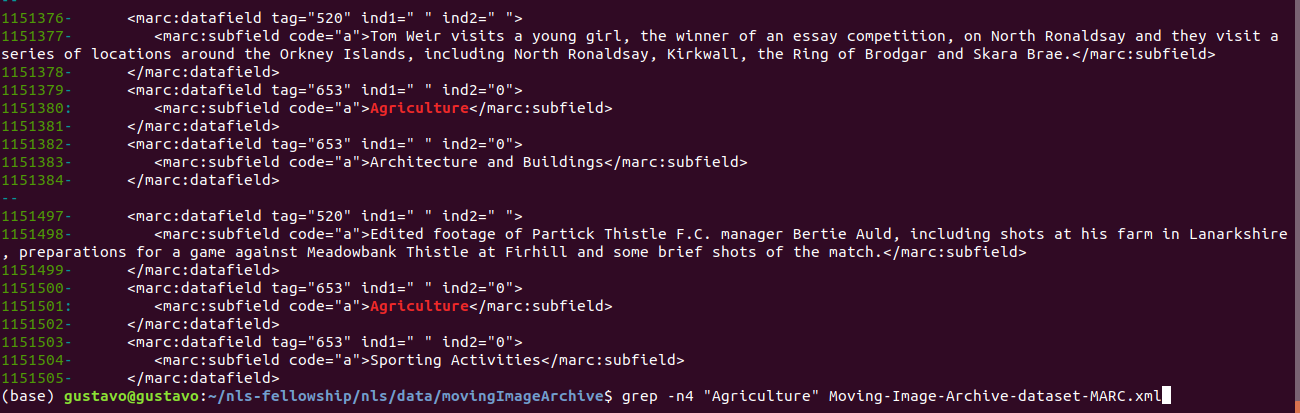 --
1151376-      <marc:datafield tag="520" ind1=" " ind2=" ">
1151377-         <marc:subfield code="a">Tom Weir visits a young girl, the winner of an essay competition, on North Ronaldsay and they visit a
series of locations around the Orkney Islands, including North Ronaldsay, Kirkwall, the Ring of Brodgar and Skara Brae.</marc:subfield>
1151378-      </marc:datafield>
1151379-      <marc:datafield tag="653" ind1=" " ind2="0">
1151380:         <marc:subfield code="a">Agriculture</marc:subfield>
1151381-      </marc:datafield>
1151382-      <marc:datafield tag="653" ind1=" " ind2="0">
1151383-         <marc:subfield code="a">Architecture and Buildings</marc:subfield>
1151384-      </marc:datafield>
--
1151497-      <marc:datafield tag="520" ind1=" " ind2=" ">
1151498-         <marc:subfield code="a">Edited footage of Partick Thistle F.C. manager Bertie Auld, including shots at his farm in Lanarkshire
, preparations for a game against Meadowbank Thistle at Firhill and some brief shots of the match.</marc:subfield>
1151499-      </marc:datafield>
1151500-      <marc:datafield tag="653" ind1=" " ind2="0">
1151501:         <marc:subfield code="a">Agriculture</marc:subfield>
1151502-      </marc:datafield>
1151503-      <marc:datafield tag="653" ind1=" " ind2="0">
1151504-         <marc:subfield code="a">Sporting Activities</marc:subfield>
1151505-      </marc:datafield>
(base) gustavo@gustavo:~/nls-fellowship/nls/data/movingImageArchive$ grep -n4 "Agriculture" Moving-Image-Archive-dataset-MARC.xml